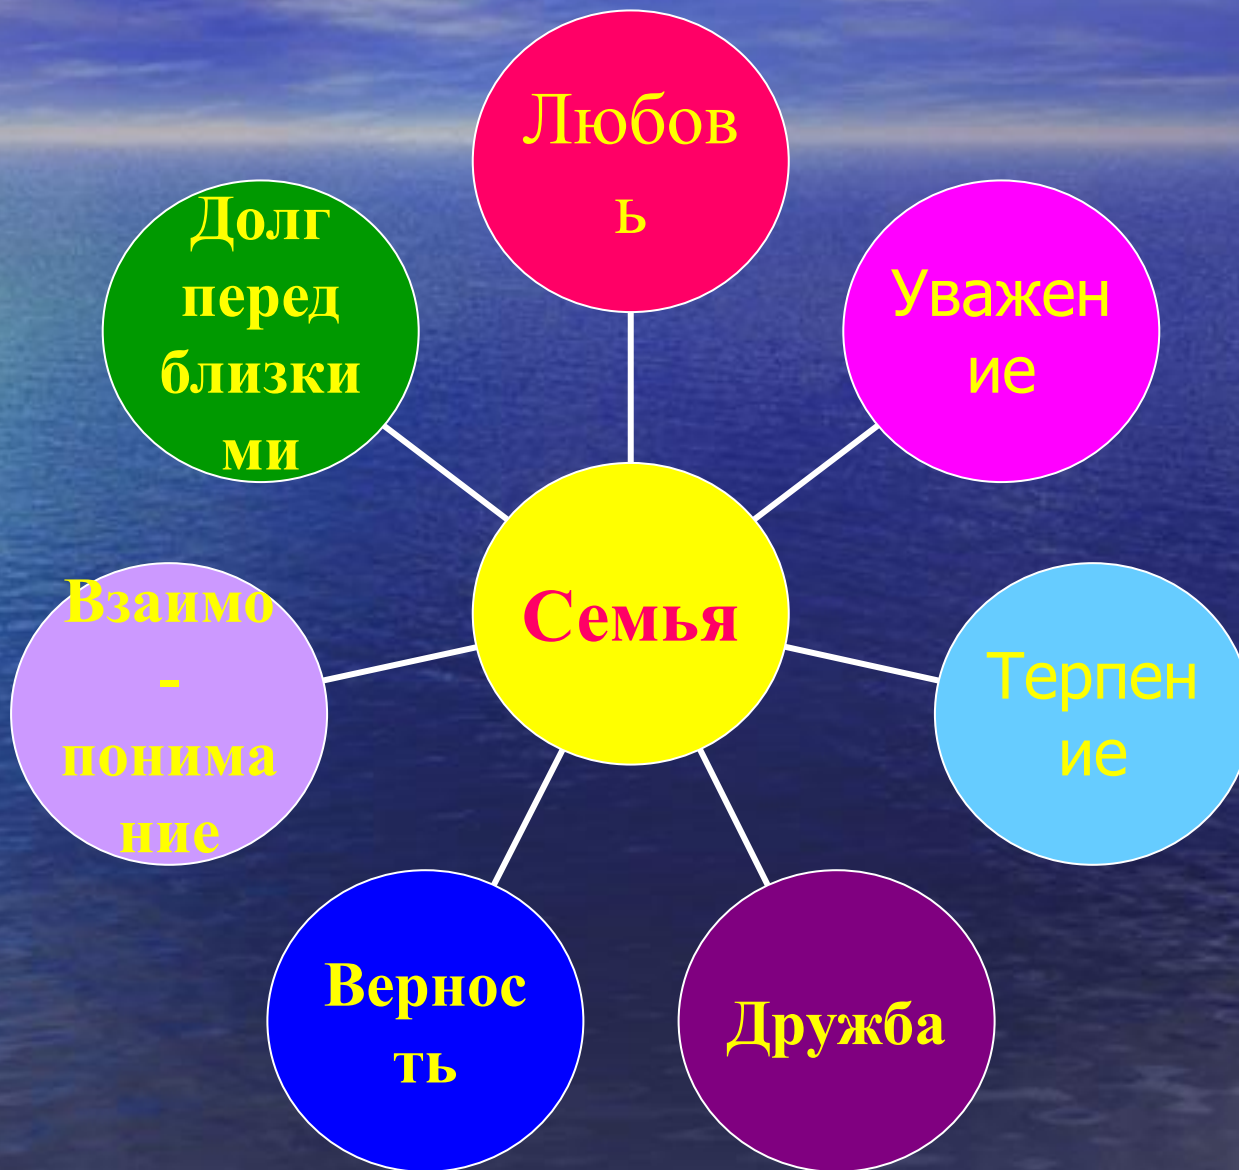 Любов
ь
Уважен
ие
Терпен
ие
Дружба
Вернос
ть
Взаимо
-
понима
ние
Долг
перед
близки
ми
Семья